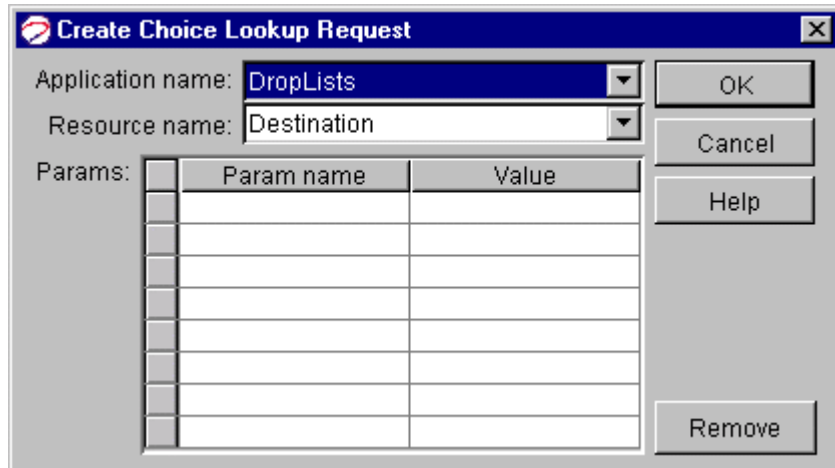 Create Choice Lookup Request
Application name: DropLists
OK
Resource name: Destination
Cancel
Params: Param name Value
Help
Remove